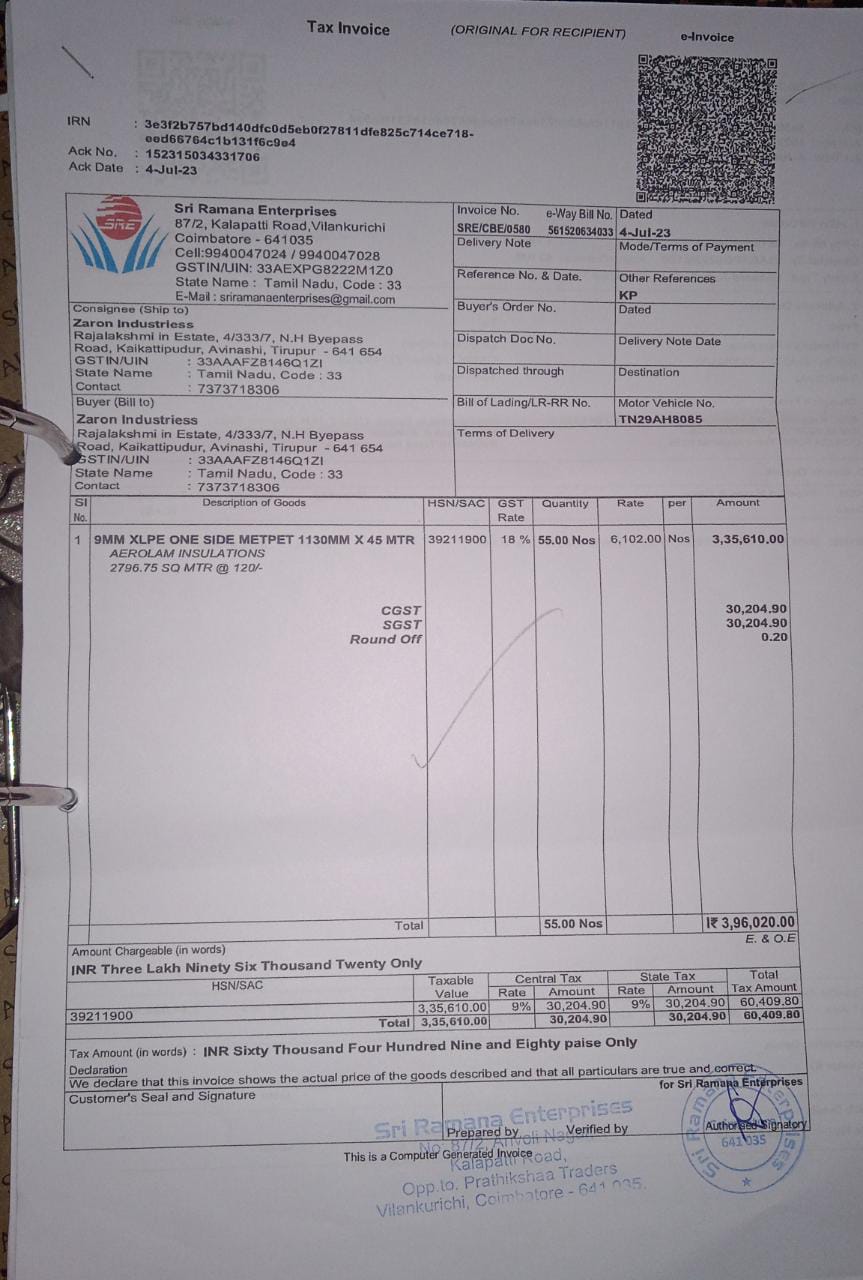 Tax Invoice (ORIGINAL FOR RECIPIENT) e-Invoice
IRN : 3e3f2b757bd140dfc0d5eb0f27811dfe825c714ce718-
eed66764c1b131f6c9e4
Ack No. : 152315034331706
Ack Date : 4-Jul-23
SRE
Sri Ramana Enterprises
87/2, Kalapatti Road,Vilankurichi
Coimbatore - 641035
Cell:9940047024 / 9940047028
GSTIN/UIN: 33AEXPG8222M1Z0
State Name : Tamil Nadu, Code : 33
E-Mail : sriramanaenterprises@gmail.com
Invoice No. e-Way Bill No. Dated
SRE/CBE/0580 561520634033 4-Jul-23
Delivery Note Mode/Terms of Payment
Reference No. & Date. Other References
KP
Buyer's Order No. Dated
Dispatch Doc No. Delivery Note Date
Dispatched through Destination
Bill of Lading/LR-RR No. Motor Vehicle No.
TN29AH8085
Terms of Delivery
Consignee (Ship to)
Zaron Industriess
Rajalakshmi in Estate, 4/333/7, N.H Byepass
Road, Kaikattipudur, Avinashi, Tirupur - 641 654
GSTIN/UIN : 33AAAFZ8146Q1ZI
State Name : Tamil Nadu, Code : 33
Contact : 7373718306
Buyer (Bill to)
Zaron Industriess
Rajalakshmi in Estate, 4/333/7, N.H Byepass
Road, Kaikattipudur, Avinashi, Tirupur - 641 654
GSTIN/UIN : 33AAAFZ8146Q1ZI
State Name : Tamil Nadu, Code : 33
Contact : 7373718306
Sl No. Description of Goods HSN/SAC GST Rate Quantity Rate per Amount
1 9MM XLPE ONE SIDE METPET 1130MM X 45 MTR 39211900 18 % 55.00 Nos 6,102.00 Nos 3,35,610.00
AEROLAM INSULATIONS
2796.75 SQ MTR @ 120/-
CGST 30,204.90
SGST 30,204.90
Round Off 0.20
Total 55.00 Nos ₹ 3,96,020.00
E. & O.E
Amount Chargeable (in words)
INR Three Lakh Ninety Six Thousand Twenty Only
HSN/SAC Taxable Value Central Tax State Tax Total Tax Amount
Rate Amount Rate Amount
39211900 3,35,610.00 9% 30,204.90 9% 30,204.90 60,409.80
Total 3,35,610.00 30,204.90 30,204.90 60,409.80
Tax Amount (in words) : INR Sixty Thousand Four Hundred Nine and Eighty paise Only
Declaration
We declare that this invoice shows the actual price of the goods described and that all particulars are true and correct.
Customer's Seal and Signature for Sri Ramana Enterprises
Prepared by Verified by Authorised Signatory
This is a Computer Generated Invoice
Sri Ramana Enterprises
No. 87/2,
Kalapatti Road,
Opp.to. Prathikshaa Traders
Vilankurichi, Coimbatore - 641 035.
Sri Ramana Enterprises
641 035